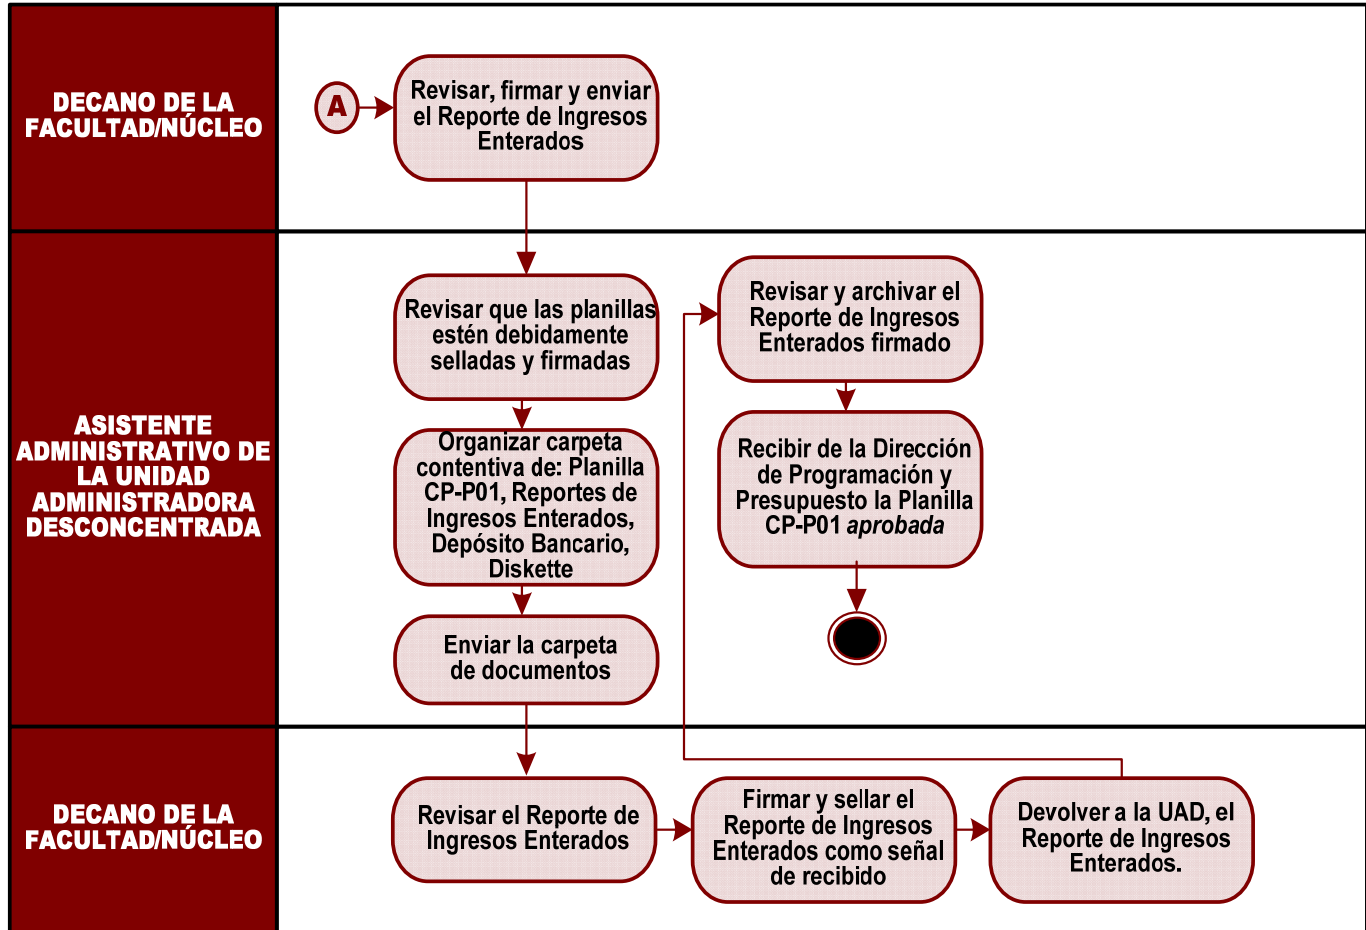 DECANO DE LA
FACULTAD/NÚCLEO
A
Revisar, firmar y enviar
el Reporte de Ingresos
Enterados
ASISTENTE
ADMINISTRATIVO DE
LA UNIDAD
ADMINISTRADORA
DESCONCENTRADA
Revisar que las planillas
estén debidamente
selladas y firmadas
Organizar carpeta
contentiva de: Planilla
CP-P01, Reportes de
Ingresos Enterados,
Depósito Bancario,
Diskette
Enviar la carpeta
de documentos
Revisar y archivar el
Reporte de Ingresos
Enterados firmado
Recibir de la Dirección
de Programación y
Presupuesto la Planilla
CP-P01 aprobada
DECANO DE LA
FACULTAD/NÚCLEO
Revisar el Reporte de
Ingresos Enterados
Firmar y sellar el
Reporte de Ingresos
Enterados como señal
de recibido
Devolver a la UAD, el
Reporte de Ingresos
Enterados.